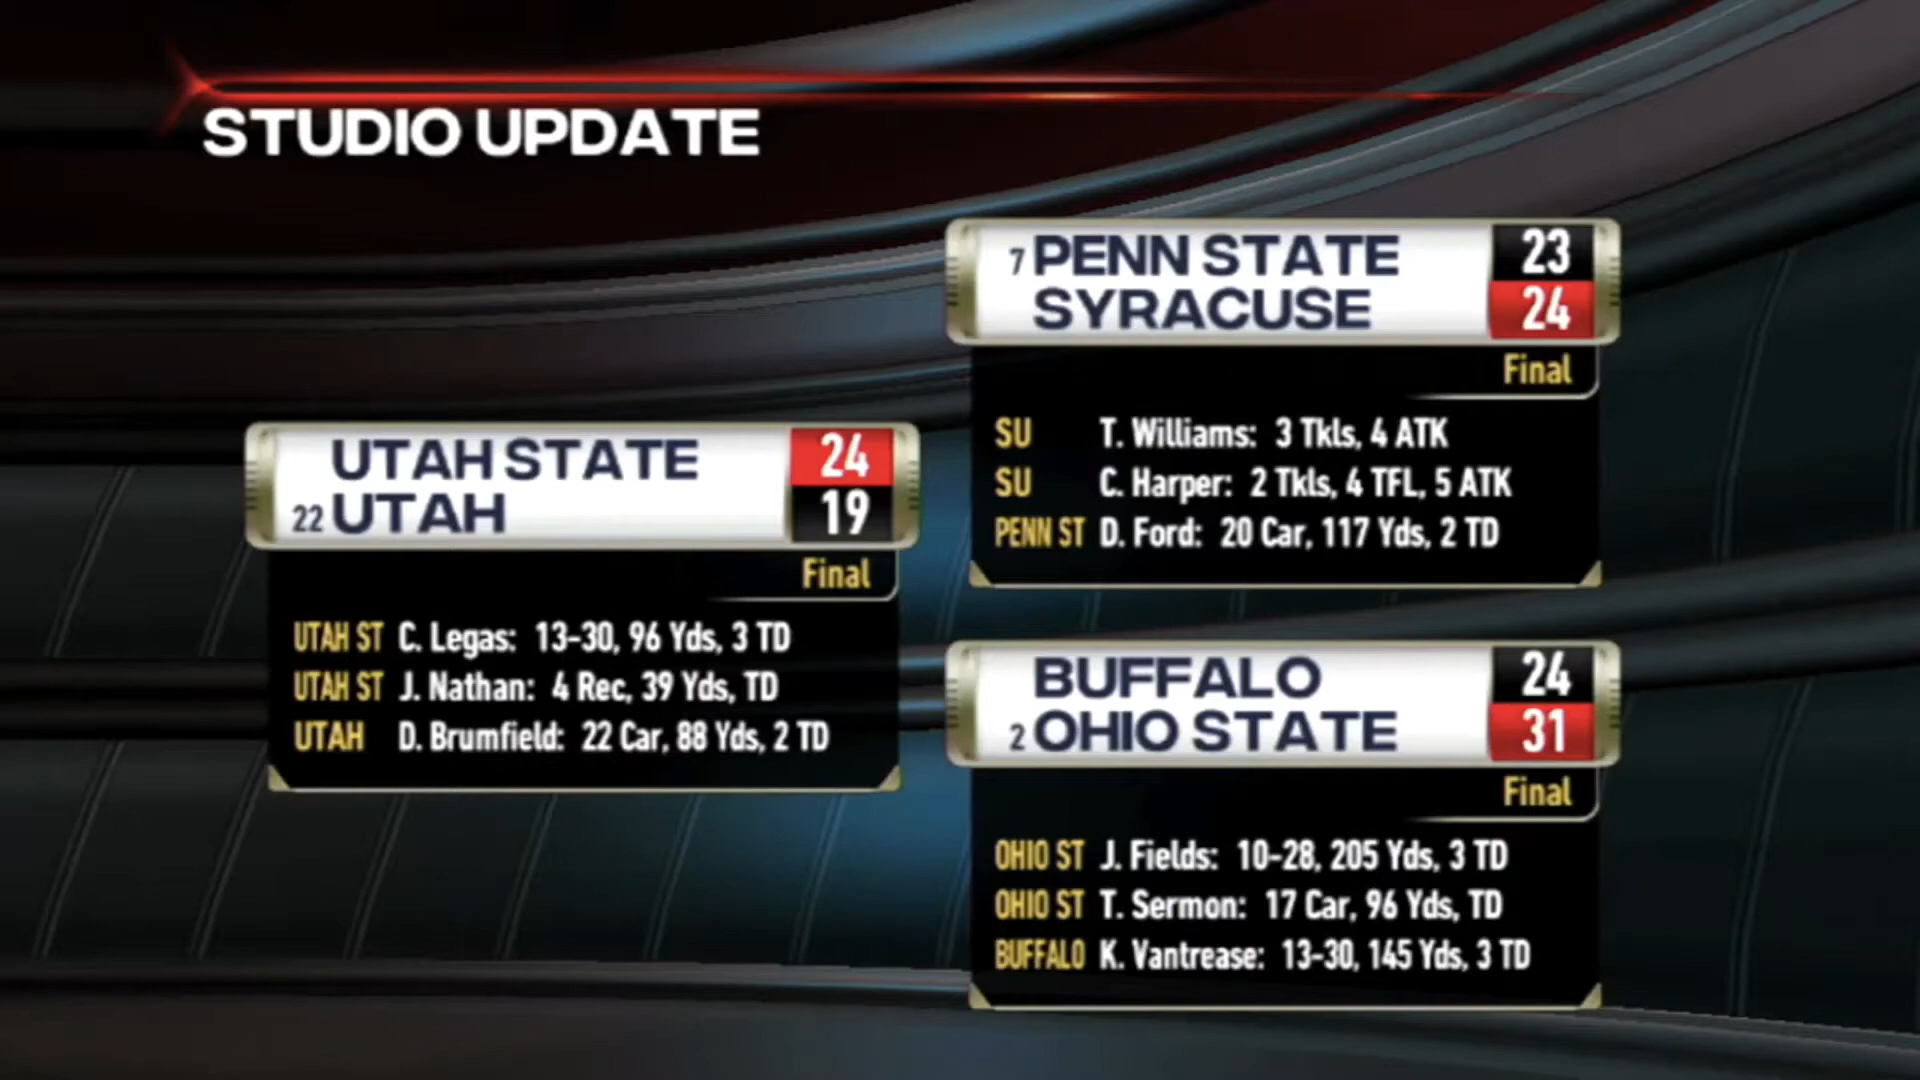 STUDIO UPDATE
UTAH STATE 24
22 UTAH 19
Final
UTAH ST C. Legas: 13-30, 96 Yds, 3 TD
UTAH ST J. Nathan: 4 Rec, 39 Yds, TD
UTAH D. Brumfield: 22 Car, 88 Yds, 2 TD
7 PENN STATE 23
SYRACUSE 24
Final
SU T. Williams: 3 Tkls, 4 ATK
SU C. Harper: 2 Tkls, 4 TFL, 5 ATK
PENN ST D. Ford: 20 Car, 117 Yds, 2 TD
BUFFALO 24
2 OHIO STATE 31
Final
OHIO ST J. Fields: 10-28, 205 Yds, 3 TD
OHIO ST T. Sermon: 17 Car, 96 Yds, TD
BUFFALO K. Vantrease: 13-30, 145 Yds, 3 TD